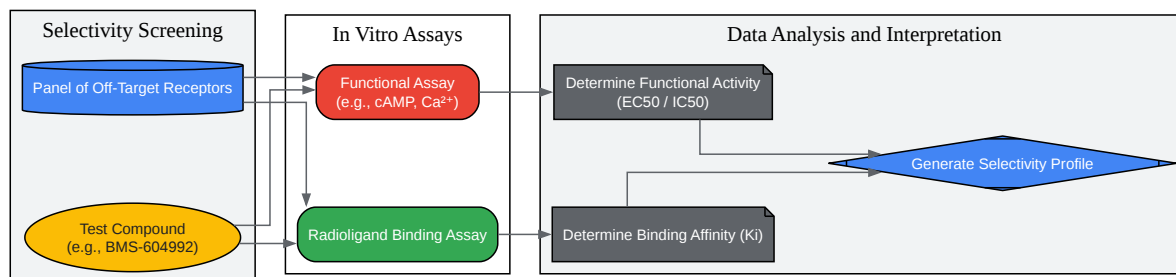 Selectivity Screening
Panel of Off-Target Receptors
Test Compound
(e.g., BMS-604992)
In Vitro Assays
Functional Assay
(e.g., cAMP, Ca²⁺)
Radioligand Binding Assay
Data Analysis and Interpretation
Determine Functional Activity
(EC50 / IC50)
Determine Binding Affinity (Ki)
Generate Selectivity Profile